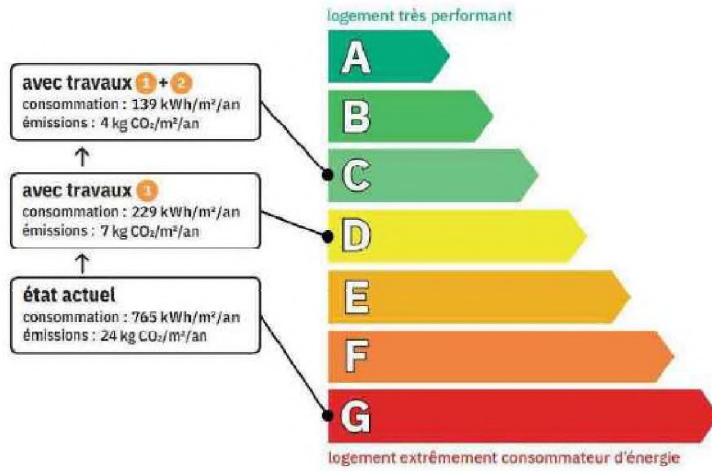 logement très performant
A
avec travaux 1 + 2
consommation : 139 kWh/m²/an
émissions : 4 kg CO₂/m²/an
B
C
avec travaux 1
consommation : 229 kWh/m²/an
émissions : 7 kg CO₂/m²/an
D
état actuel
consommation : 765 kWh/m²/an
émissions : 24 kg CO₂/m²/an
E
F
G
logement extrêmement consommateur d'énergie